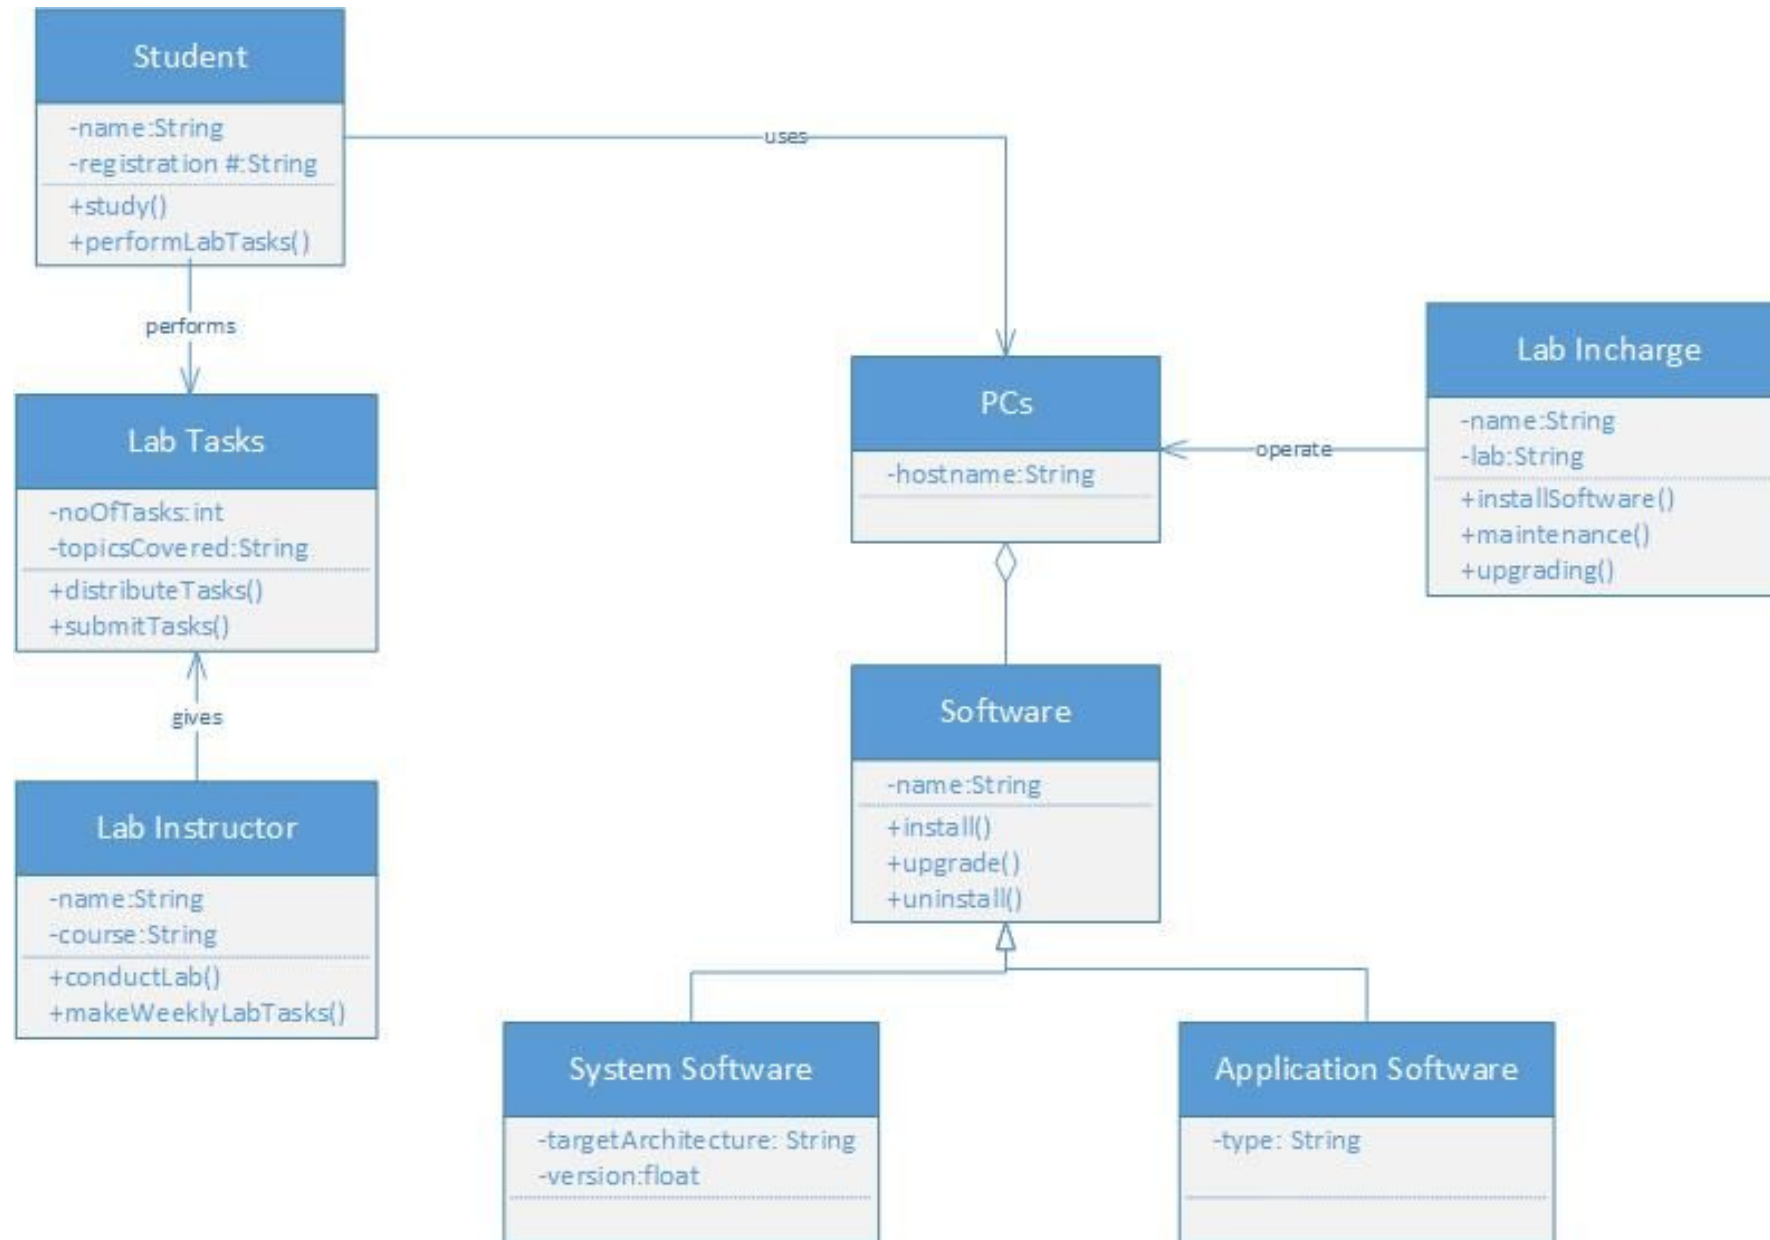 Student
-name:String
-registration #:String
+study()
+performLabTasks()
uses
performs
Lab Tasks
-noOfTasks:int
-topicsCovered:String
+distributeTasks()
+submitTasks()
gives
Lab Instructor
-name:String
-course:String
+conductLab()
+makeWeeklyLabTasks()
PCs
-hostname:String
operate
Lab Incharge
-name:String
-lab:String
+installSoftware()
+maintenance()
+upgrading()
Software
-name:String
+install()
+upgrade()
+uninstall()
System Software
-targetArchitecture: String
-version:float
Application Software
-type: String